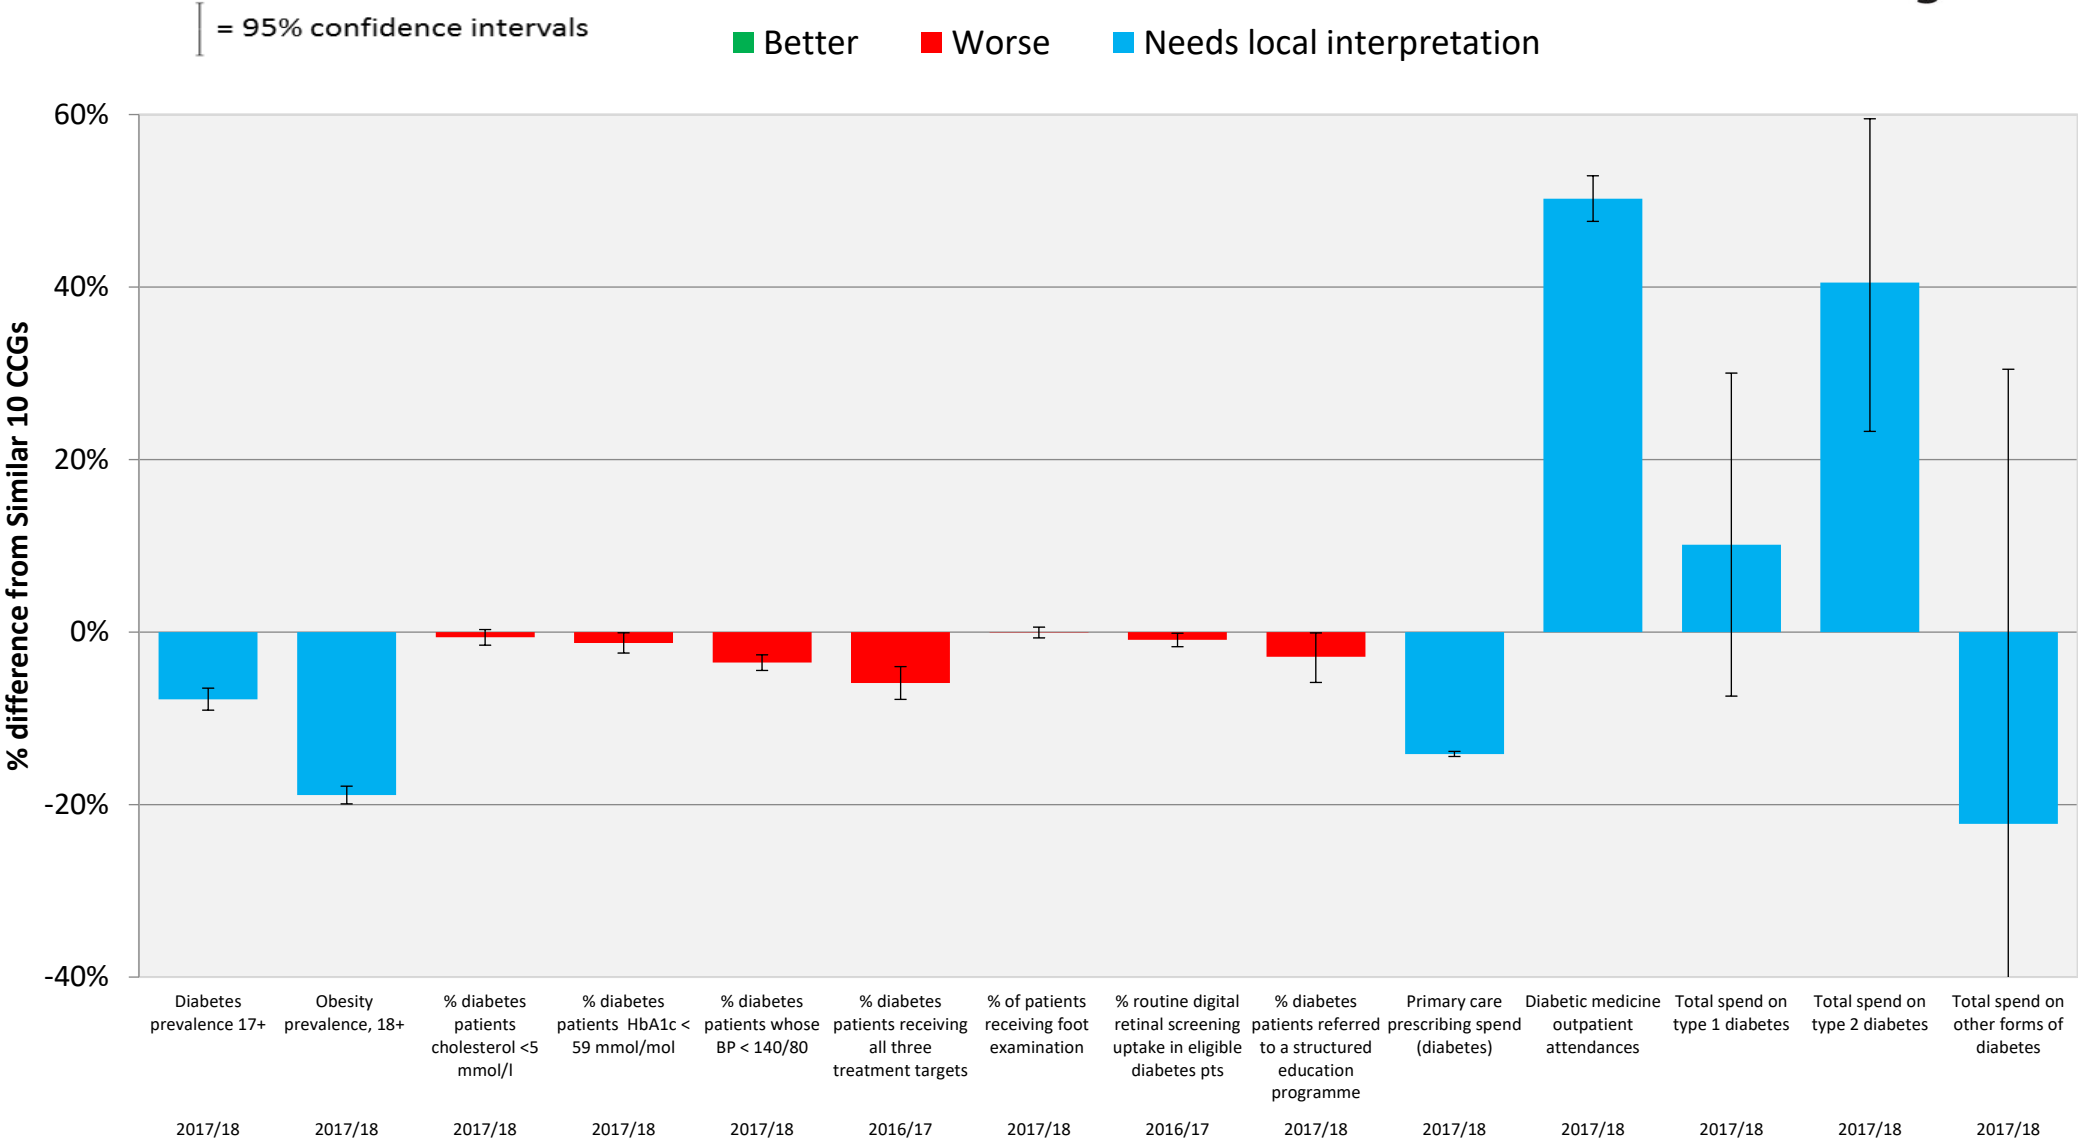 = 95% confidence intervals
Better
Worse
Needs local interpretation
% difference from Similar 10 CCGs
60%
40%
20%
0%
-20%
-40%
Diabetes
prevalence 17+
2017/18
Obesity
prevalence, 18+
2017/18
% diabetes
patients
cholesterol <5
mmol/l
2017/18
% diabetes
patients HbA1c <
59 mmol/mol
2017/18
% diabetes
patients whose
BP < 140/80
2017/18
% diabetes
patients receiving
all three
treatment targets
2016/17
% of patients
receiving foot
examination
2017/18
% routine digital
retinal screening
uptake in eligible
diabetes pts
2016/17
% diabetes
patients referred
to a structured
education
programme
2017/18
Primary care
prescribing spend
(diabetes)
2017/18
Diabetic medicine
outpatient
attendances
2017/18
Total spend on
type 1 diabetes
2017/18
Total spend on
type 2 diabetes
2017/18
Total spend on
other forms of
diabetes
2017/18